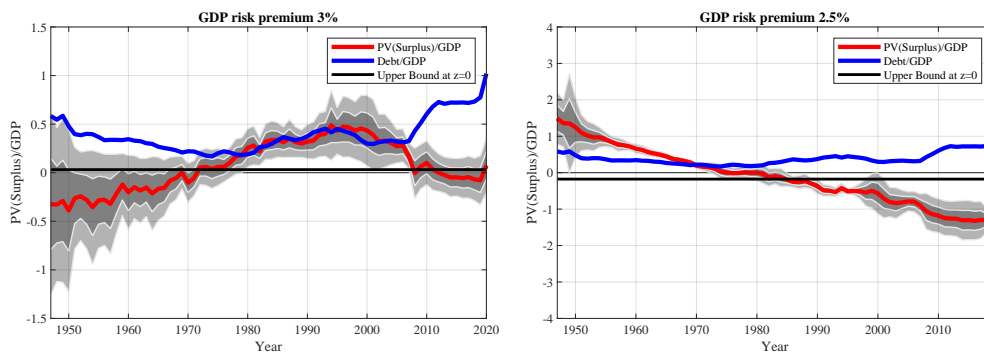 GDP risk premium 3%
PV(Surplus)/GDP
Debt/GDP
Upper Bound at z=0
1.5
1
0.5
0
-0.5
-1
-1.5
PV(Surplus)/GDP
1950 1960 1970 1980 1990 2000 2010 2020
Year
GDP risk premium 2.5%
PV(Surplus)/GDP
Debt/GDP
Upper Bound at z=0
4
3
2
1
0
-1
-2
-3
-4
PV(Surplus)/GDP
1950 1960 1970 1980 1990 2000 2010
Year